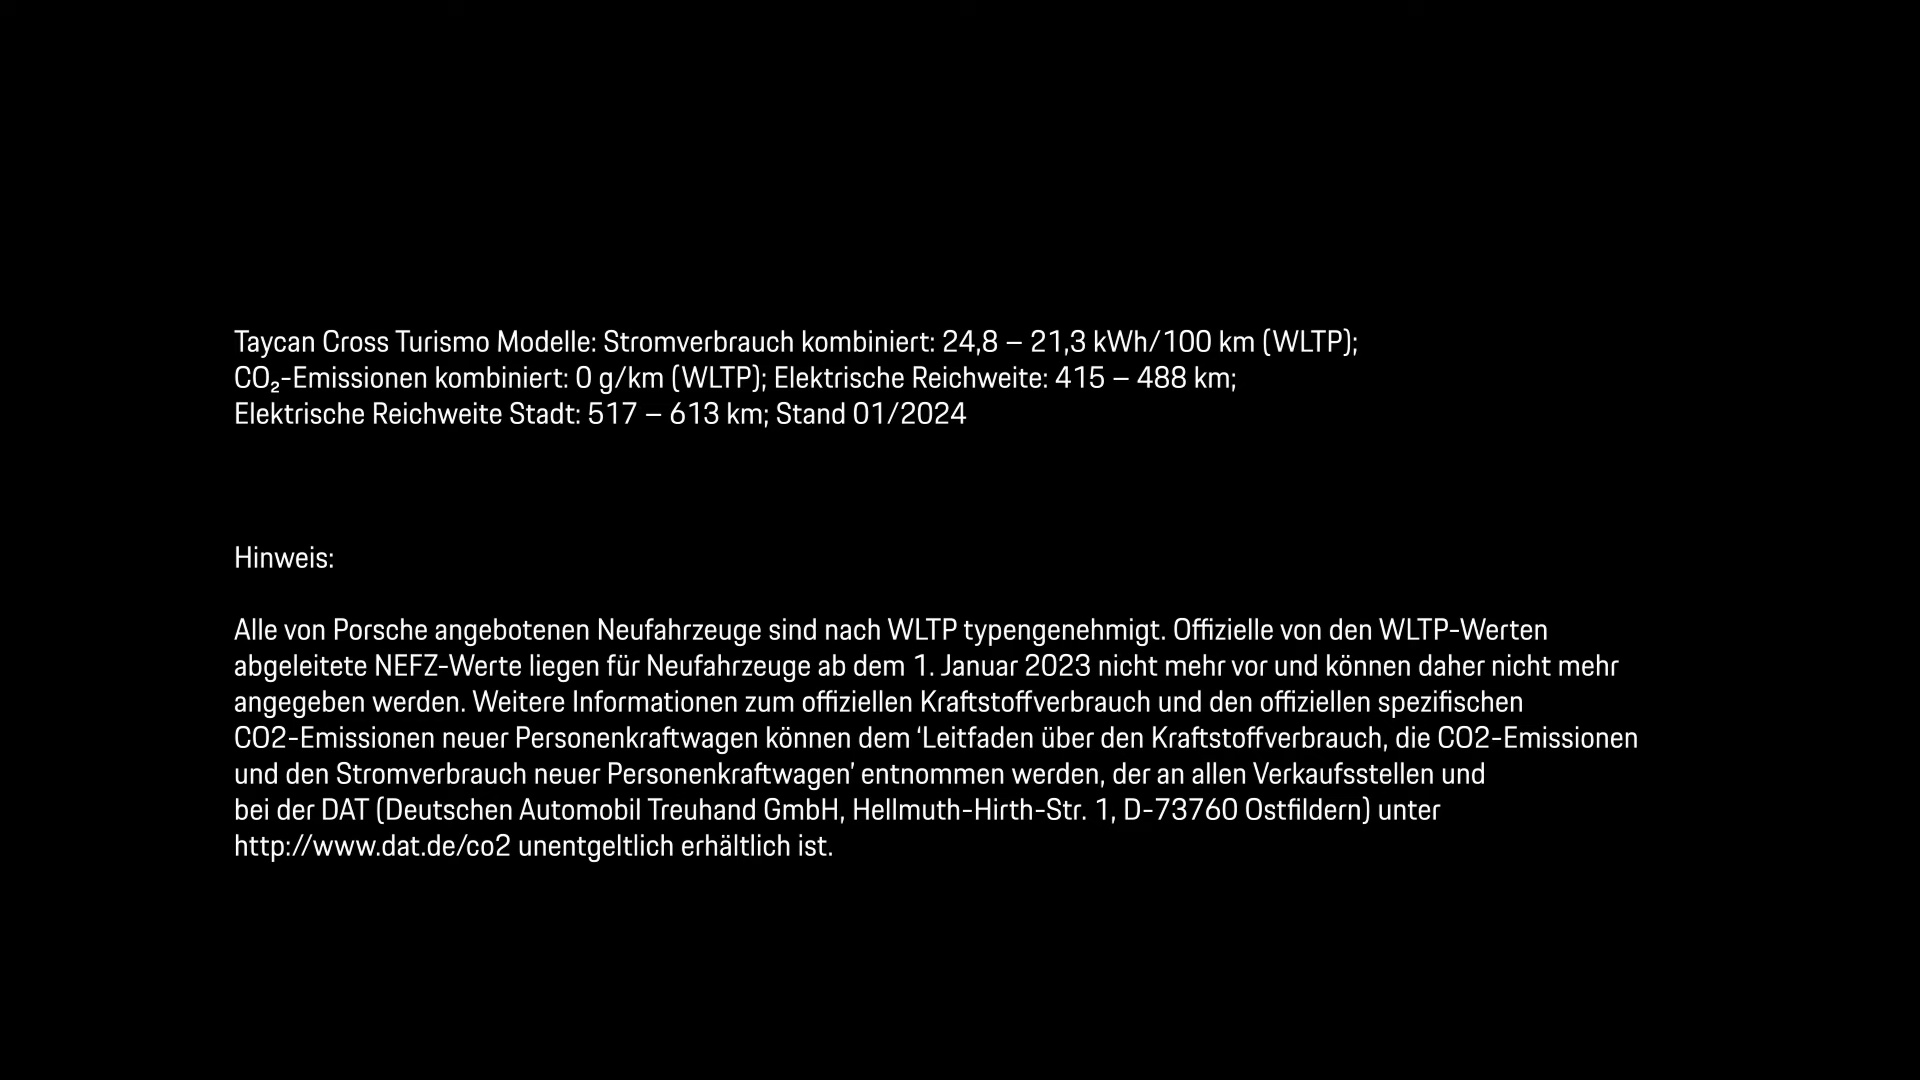 Taycan Cross Turismo Modelle: Stromverbrauch kombiniert: 24,8 – 21,3 kWh/100 km (WLTP);
CO₂-Emissionen kombiniert: 0 g/km (WLTP); Elektrische Reichweite: 415 – 488 km;
Elektrische Reichweite Stadt: 517 – 613 km; Stand 01/2024
Hinweis:
Alle von Porsche angebotenen Neufahrzeuge sind nach WLTP typengenehmigt. Offizielle von den WLTP-Werten
abgeleitete NEFZ-Werte liegen für Neufahrzeuge ab dem 1. Januar 2023 nicht mehr vor und können daher nicht mehr
angegeben werden. Weitere Informationen zum offiziellen Kraftstoffverbrauch und den offiziellen spezifischen
CO2-Emissionen neuer Personenkraftwagen können dem ‘Leitfaden über den Kraftstoffverbrauch, die CO2-Emissionen
und den Stromverbrauch neuer Personenkraftwagen’ entnommen werden, der an allen Verkaufsstellen und
bei der DAT (Deutschen Automobil Treuhand GmbH, Hellmuth-Hirth-Str. 1, D-73760 Ostfildern) unter
http://www.dat.de/co2 unentgeltlich erhältlich ist.